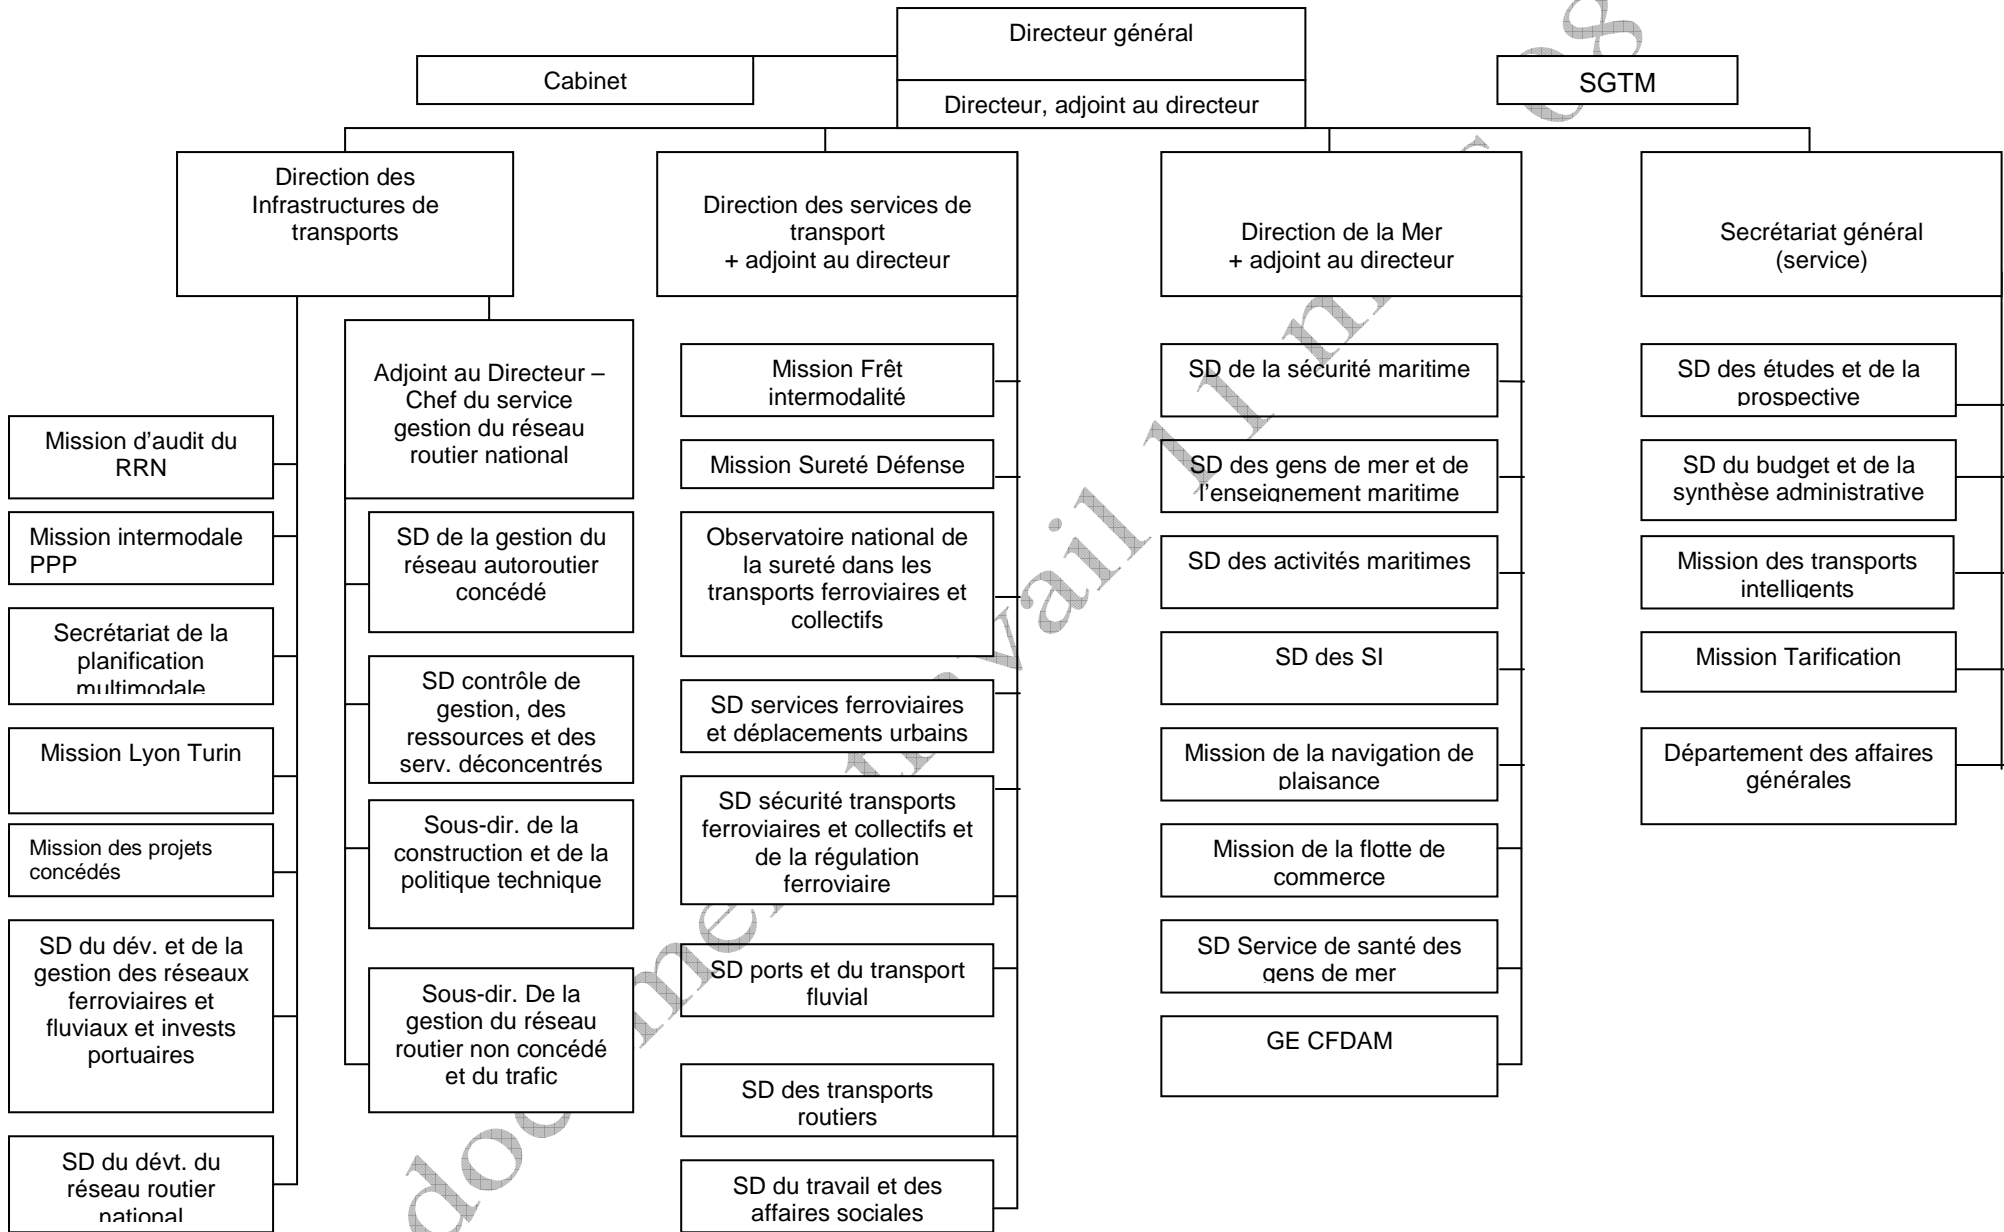 Directeur général
Cabinet
SGTM
Directeur, adjoint au directeur
Direction des
Infrastructures de
transports
Direction des services de
transport
+ adjoint au directeur
Direction de la Mer
+ adjoint au directeur
Secrétariat général
(service)
Mission d'audit du
RRN
Mission intermodale
PPP
Secrétariat de la
planification
multimodale
Mission Lyon Turin
Mission des projets
concédés
SD du dév. et de la
gestion des réseaux
ferroviaires et
fluviaux et invests
portuaires
SD du dévt. du
réseau routier
national
Adjoint au Directeur –
Chef du service
gestion du réseau
routier national
SD de la gestion du
réseau autoroutier
concédé
SD contrôle de
gestion, des
ressources et des
serv. déconcentrés
Sous-dir. de la
construction et de la
politique technique
Sous-dir. De la
gestion du réseau
routier non concédé
et du trafic
Mission Frêt
intermodalité
Mission Sureté Défense
Observatoire national de
la sureté dans les
transports ferroviaires et
collectifs
SD services ferroviaires
et déplacements urbains
SD sécurité transports
ferroviaires et collectifs et
de la régulation
ferroviaire
SD ports et du transport
fluvial
SD des transports
routiers
SD du travail et des
affaires sociales
SD de la sécurité maritime
SD des gens de mer et de
l'enseignement maritime
SD des activités maritimes
SD des SI
Mission de la navigation de
plaisance
Mission de la flotte de
commerce
SD Service de santé des
gens de mer
GE CFDAM
SD des études et de la
prospective
SD du budget et de la
synthèse administrative
Mission des transports
intelligents
Mission Tarification
Département des affaires
générales